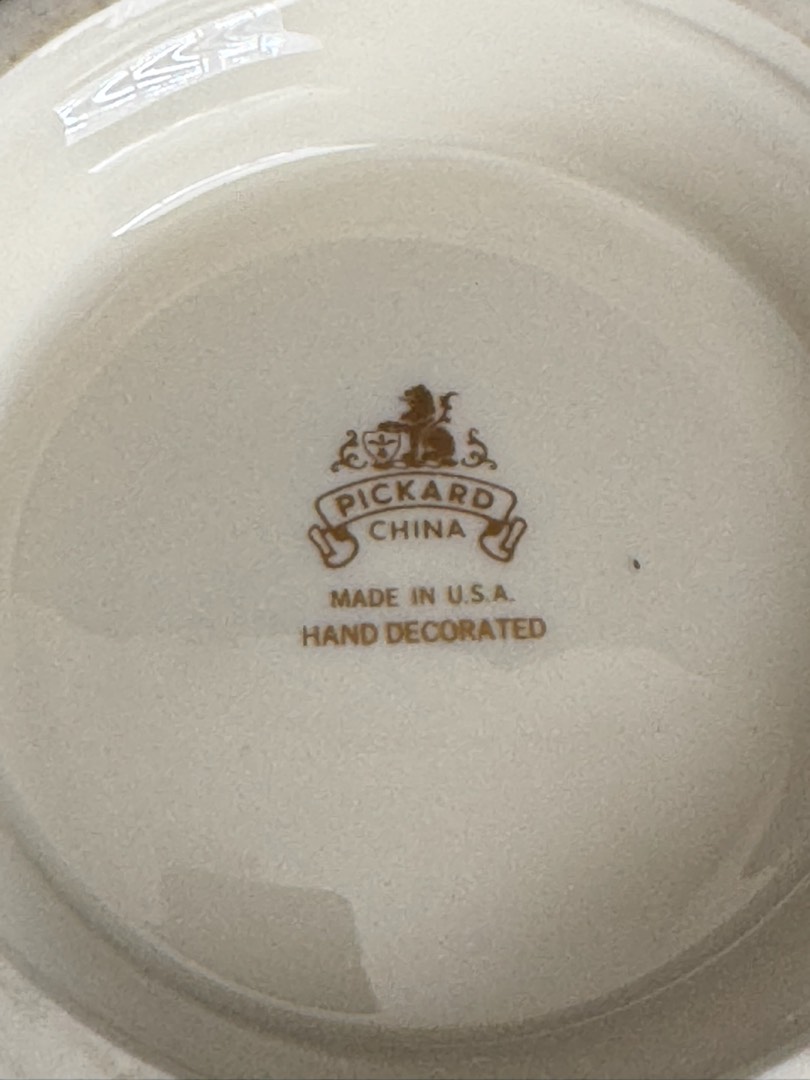 PICKARD
CHINA
MADE IN U.S.A.
HAND DECORATED